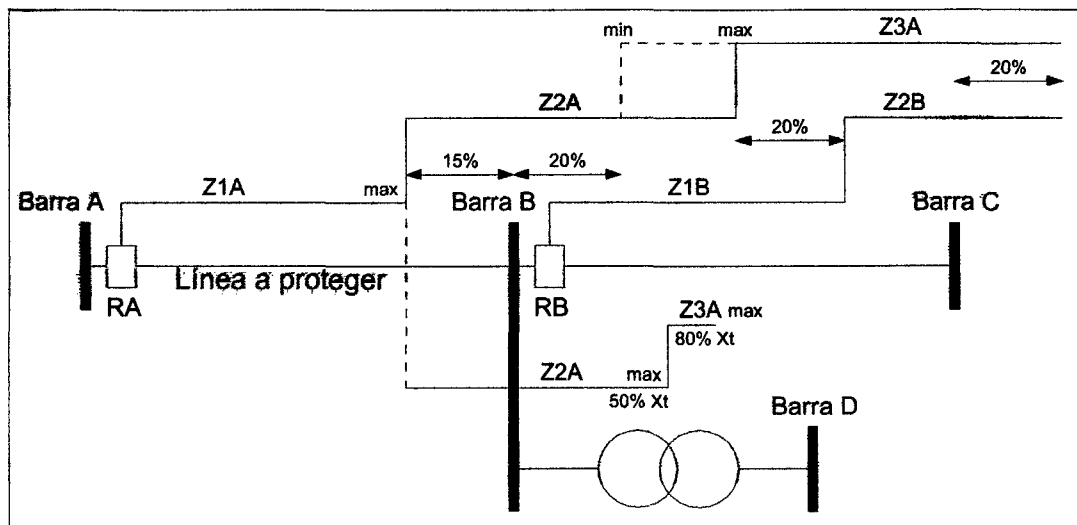 min
max
Z3A
20%
Z2A
Z2B
20%
15%
20%
Barra A
Z1A
max
Barra B
Z1B
Barra C
Línea a proteger
RA
RB
Z3A max
80% Xt
Z2A
max
50% Xt
Barra D